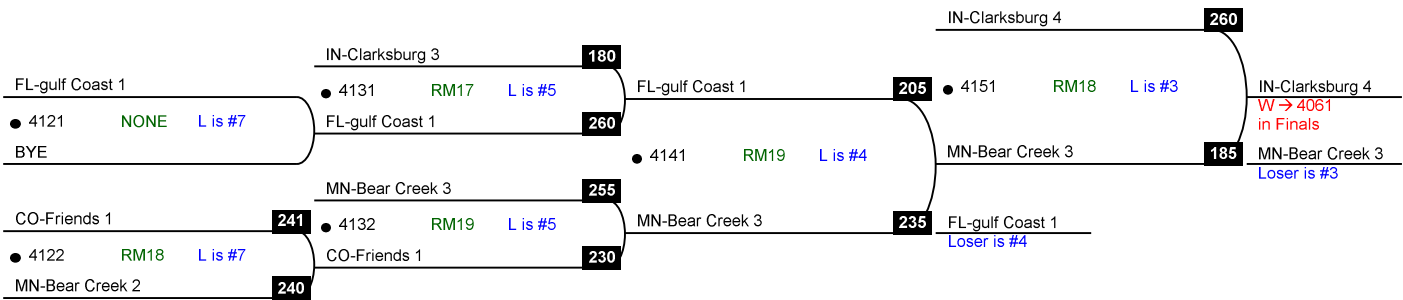 IN-Clarksburg 4 260
IN-Clarksburg 3 180
FL-gulf Coast 1
FL-gulf Coast 1 205
4131 RM17 L is #5
4151 RM18 L is #3
IN-Clarksburg 4
W → 4061
in Finals
4121 NONE L is #7
FL-gulf Coast 1 260
BYE
4141 RM19 L is #4
MN-Bear Creek 3 185
MN-Bear Creek 3
Loser is #3
MN-Bear Creek 3 255
CO-Friends 1 241
4132 RM19 L is #5
MN-Bear Creek 3 235
FL-gulf Coast 1
Loser is #4
4122 RM18 L is #7
CO-Friends 1 230
MN-Bear Creek 2 240